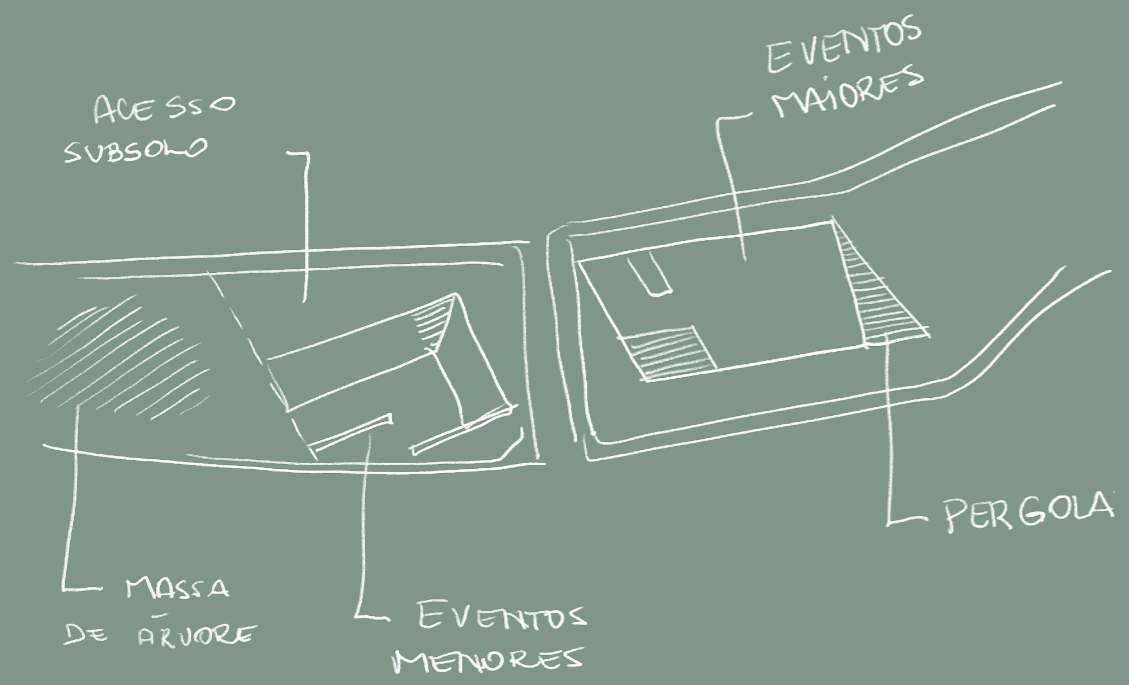 EVENTOS
MAIORES
ACESSO
SUBSOLO
PERGOLA
MASSA
DE ÁRVORE
EVENTOS
MENORES